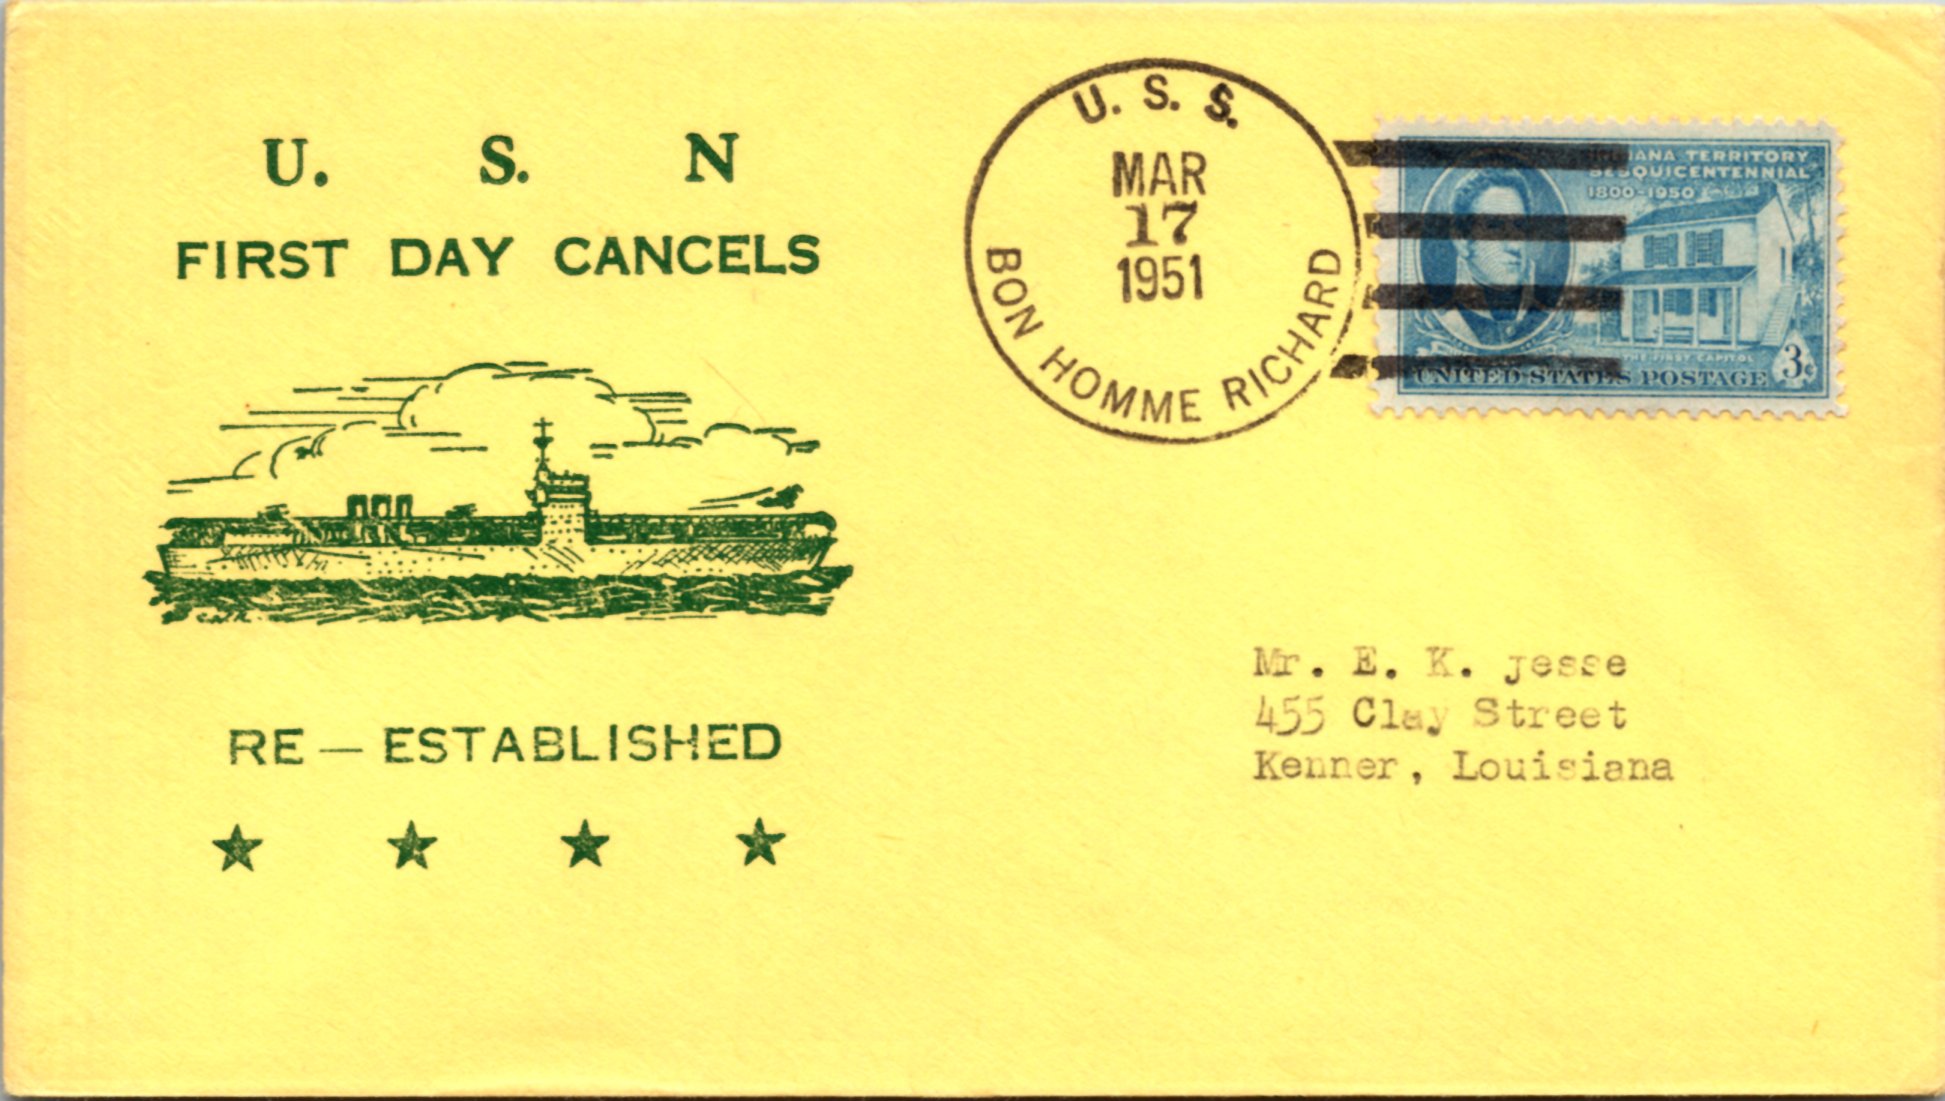 U. S. N
FIRST DAY CANCELS
RE — ESTABLISHED
U. S. S.
MAR
17
1951
BON HOMME RICHARD
INDIANA TERRITORY
SESQUICENTENNIAL
1800-1950
THE FIRST CAPITOL
UNITED STATES POSTAGE 3¢
Mr. E. K. Jesse
455 Clay Street
Kenner, Louisiana